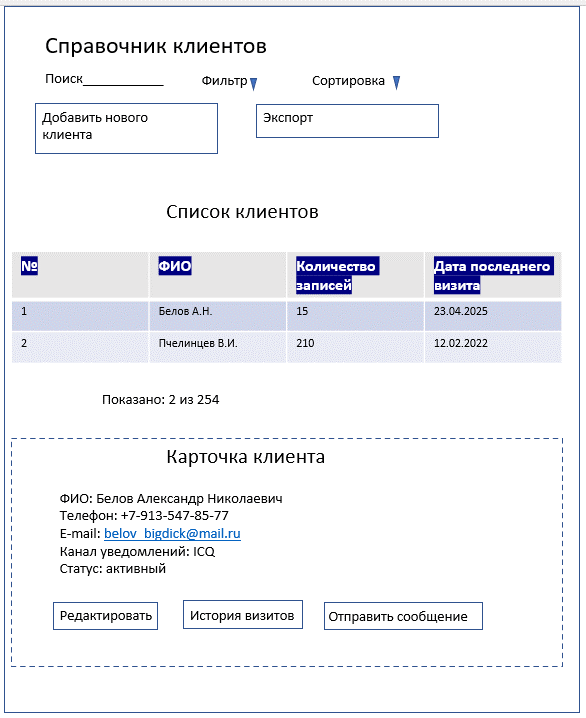 Справочник клиентов
Поиск___________ Фильтр Сортировка
Добавить нового
клиента
Экспорт
Список клиентов
№ ФИО Количество записей Дата последнего визита
1 Белов А.Н. 15 23.04.2025
2 Пчелинцев В.И. 210 12.02.2022
Показано: 2 из 254
Карточка клиента
ФИО: Белов Александр Николаевич
Телефон: +7-913-547-85-77
E-mail: belov_bigdick@mail.ru
Канал уведомлений: ICQ
Статус: активный
Редактировать История визитов Отправить сообщение